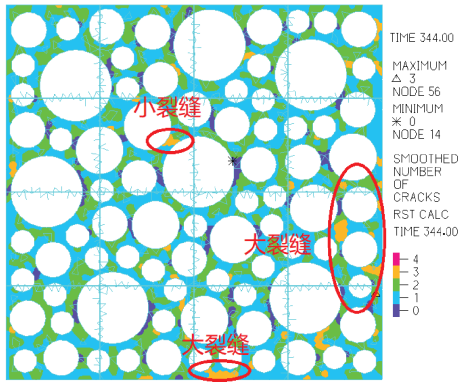 TIME 344.00
MAXIMUM
△ 3
NODE 56
MINIMUM
✳ 0
NODE 14
SMOOTHED
NUMBER
OF
CRACKS
RST CALC
TIME 344.00
4
3
2
1
0
小裂缝
大裂缝
大裂缝